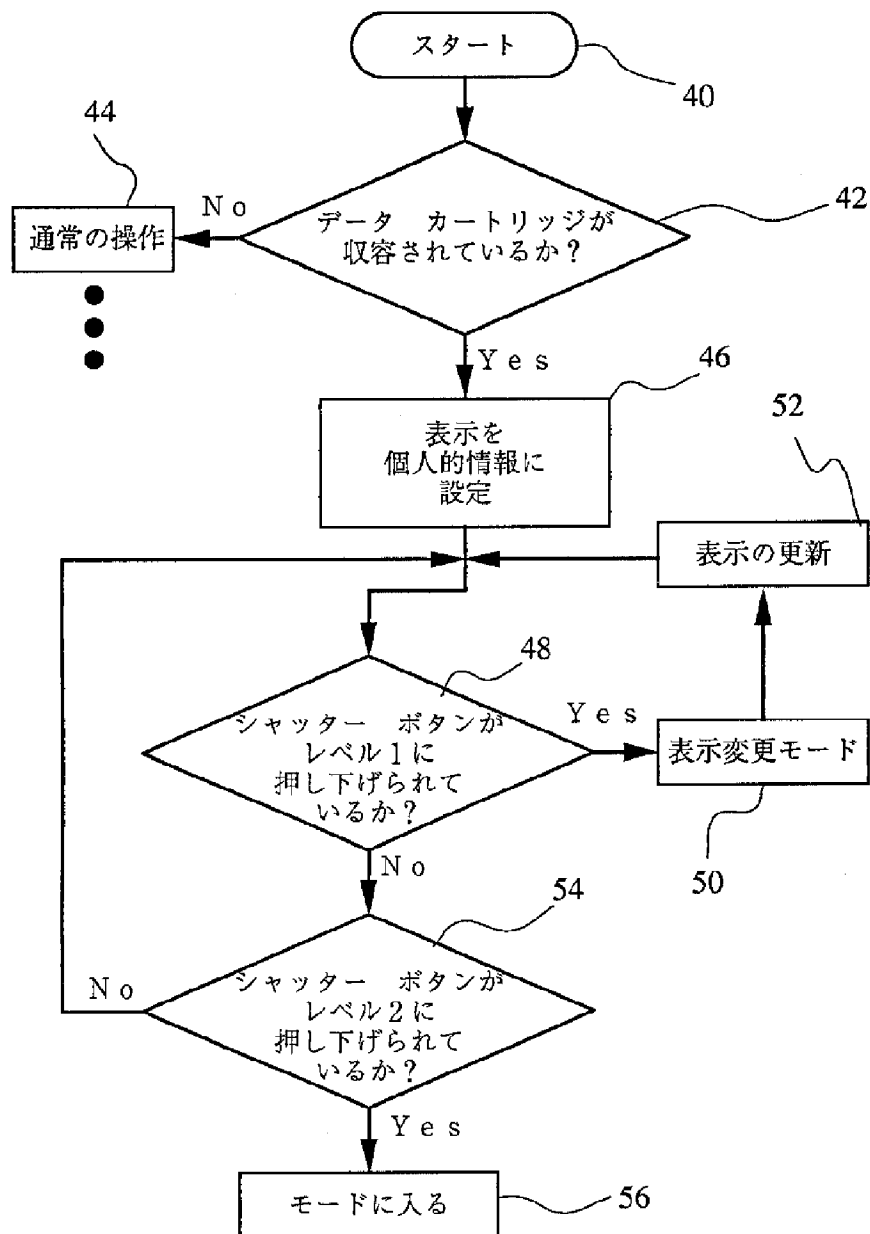 スタート
40
44
No
データ カートリッジが
収容されているか？
42
通常の操作
Yes
46
表示を
個人的情報に
設定
52
表示の更新
48
シャッター ボタンが
レベル1に
押し下げられて
いるか？
Yes
表示変更モード
50
No
54
シャッター ボタンが
レベル2に
押し下げられて
いるか？
No
Yes
モードに入る
56